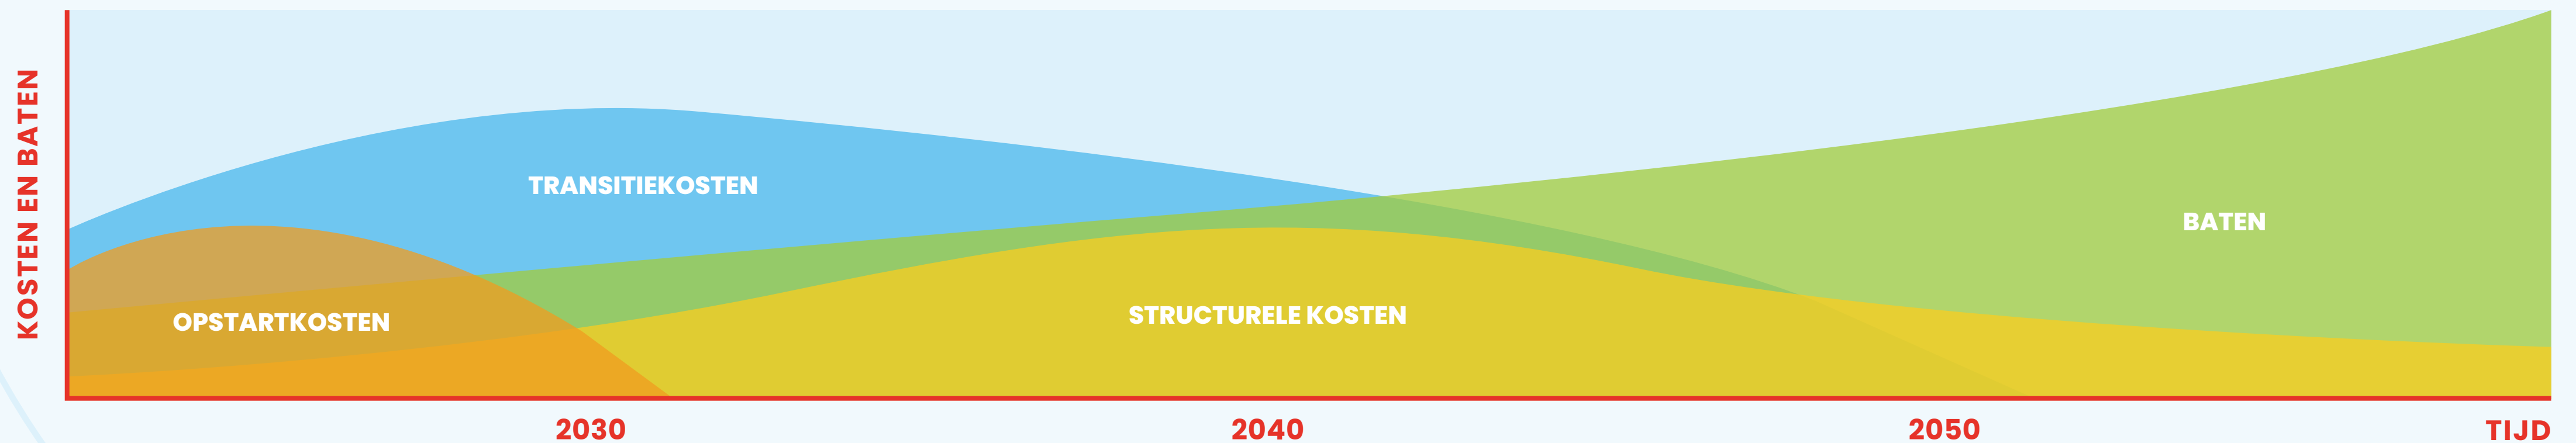 KOSTEN EN BATEN
TRANSITIEKOSTEN
BATEN
OPSTARTKOSTEN
STRUCTURELE KOSTEN
2030
2040
2050
TIJD